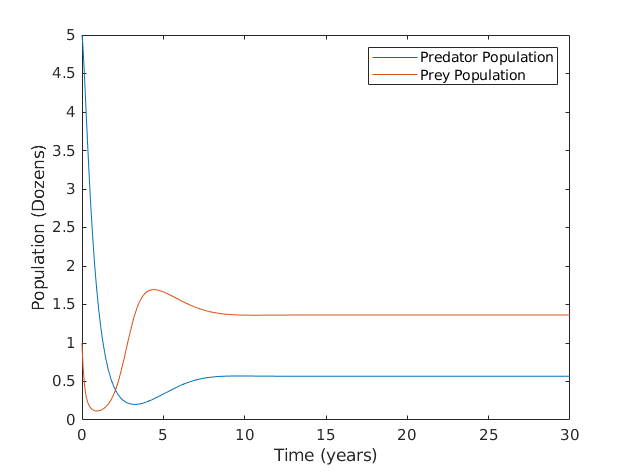 Predator Population
Prey Population
Population (Dozens)
5
4.5
4
3.5
3
2.5
2
1.5
1
0.5
0
0 5 10 15 20 25 30
Time (years)